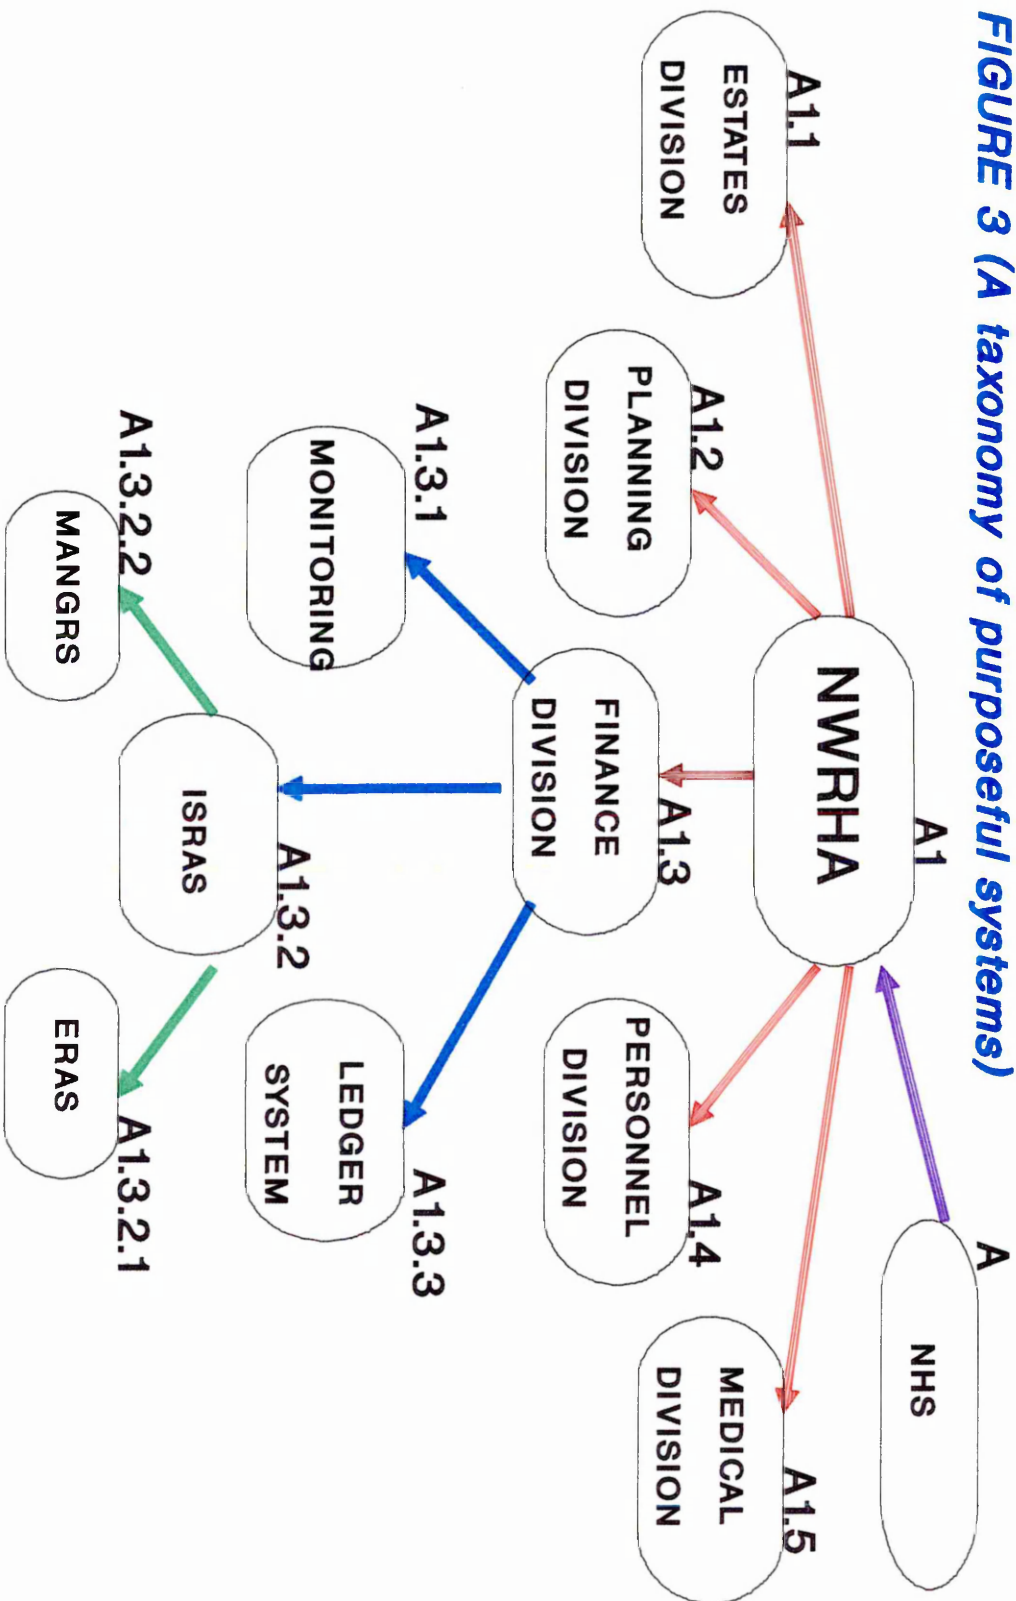 FIGURE 3 (A taxonomy of purposeful systems)
A
NHS
A1
NWRHA
A1.1
ESTATES
DIVISION
A1.2
PLANNING
DIVISION
A1.3
FINANCE
DIVISION
A1.4
PERSONNEL
DIVISION
A1.5
MEDICAL
DIVISION
A1.3.1
MONITORING
A1.3.2
ISRAS
A1.3.3
LEDGER
SYSTEM
A1.3.2.2
MANGRS
A1.3.2.1
ERAS